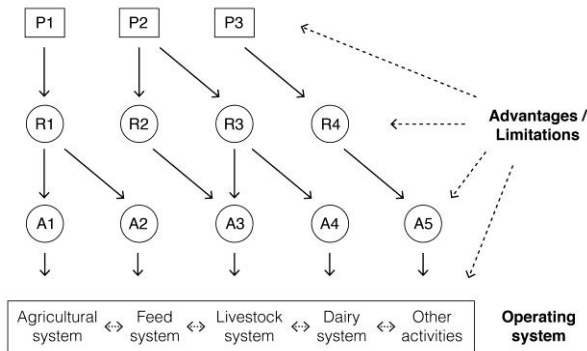 P1 P2 P3
R1 R2 R3 R4
Advantages /
Limitations
A1 A2 A3 A4 A5
Agricultural Feed Livestock Dairy Other
system system system system activities
Operating
system